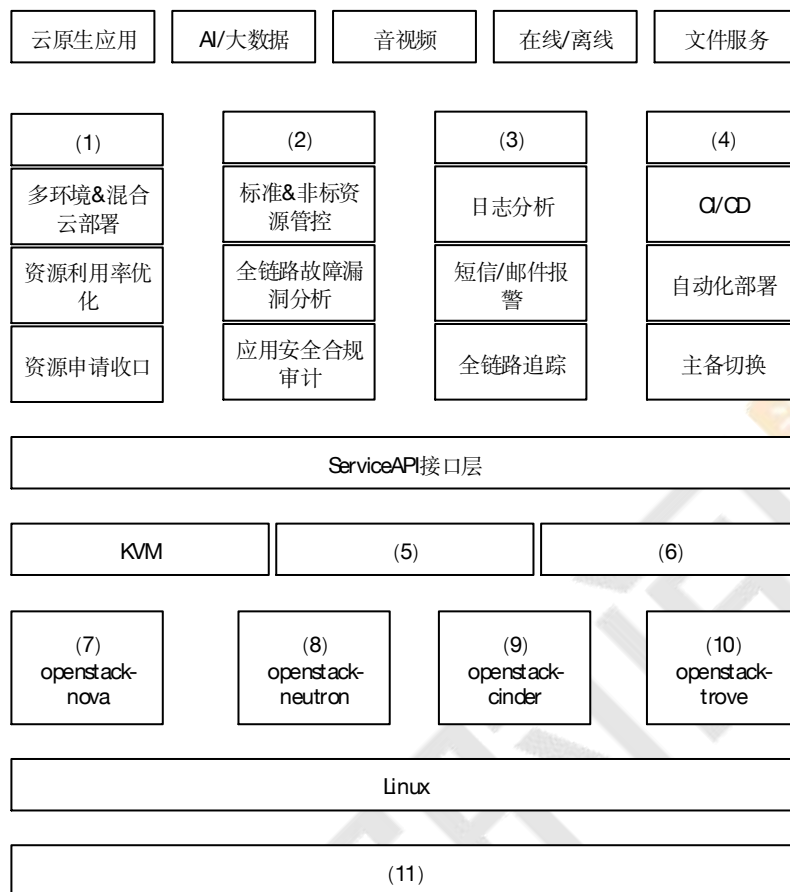 云原生应用
AI/大数据
音视频
在线/离线
文件服务
(1)
(2)
(3)
(4)
多环境&混合
云部署
标准&非标资
源管控
日志分析
CI/CD
资源利用率优
化
全链路故障漏
洞分析
短信/邮件报
警
自动化部署
资源申请收口
应用安全合规
审计
全链路追踪
主备切换
ServiceAPI接口层
KVM
(5)
(6)
(7)
openstack-
nova
(8)
openstack-
neutron
(9)
openstack-
cinder
(10)
openstack-
trove
Linux
(11)